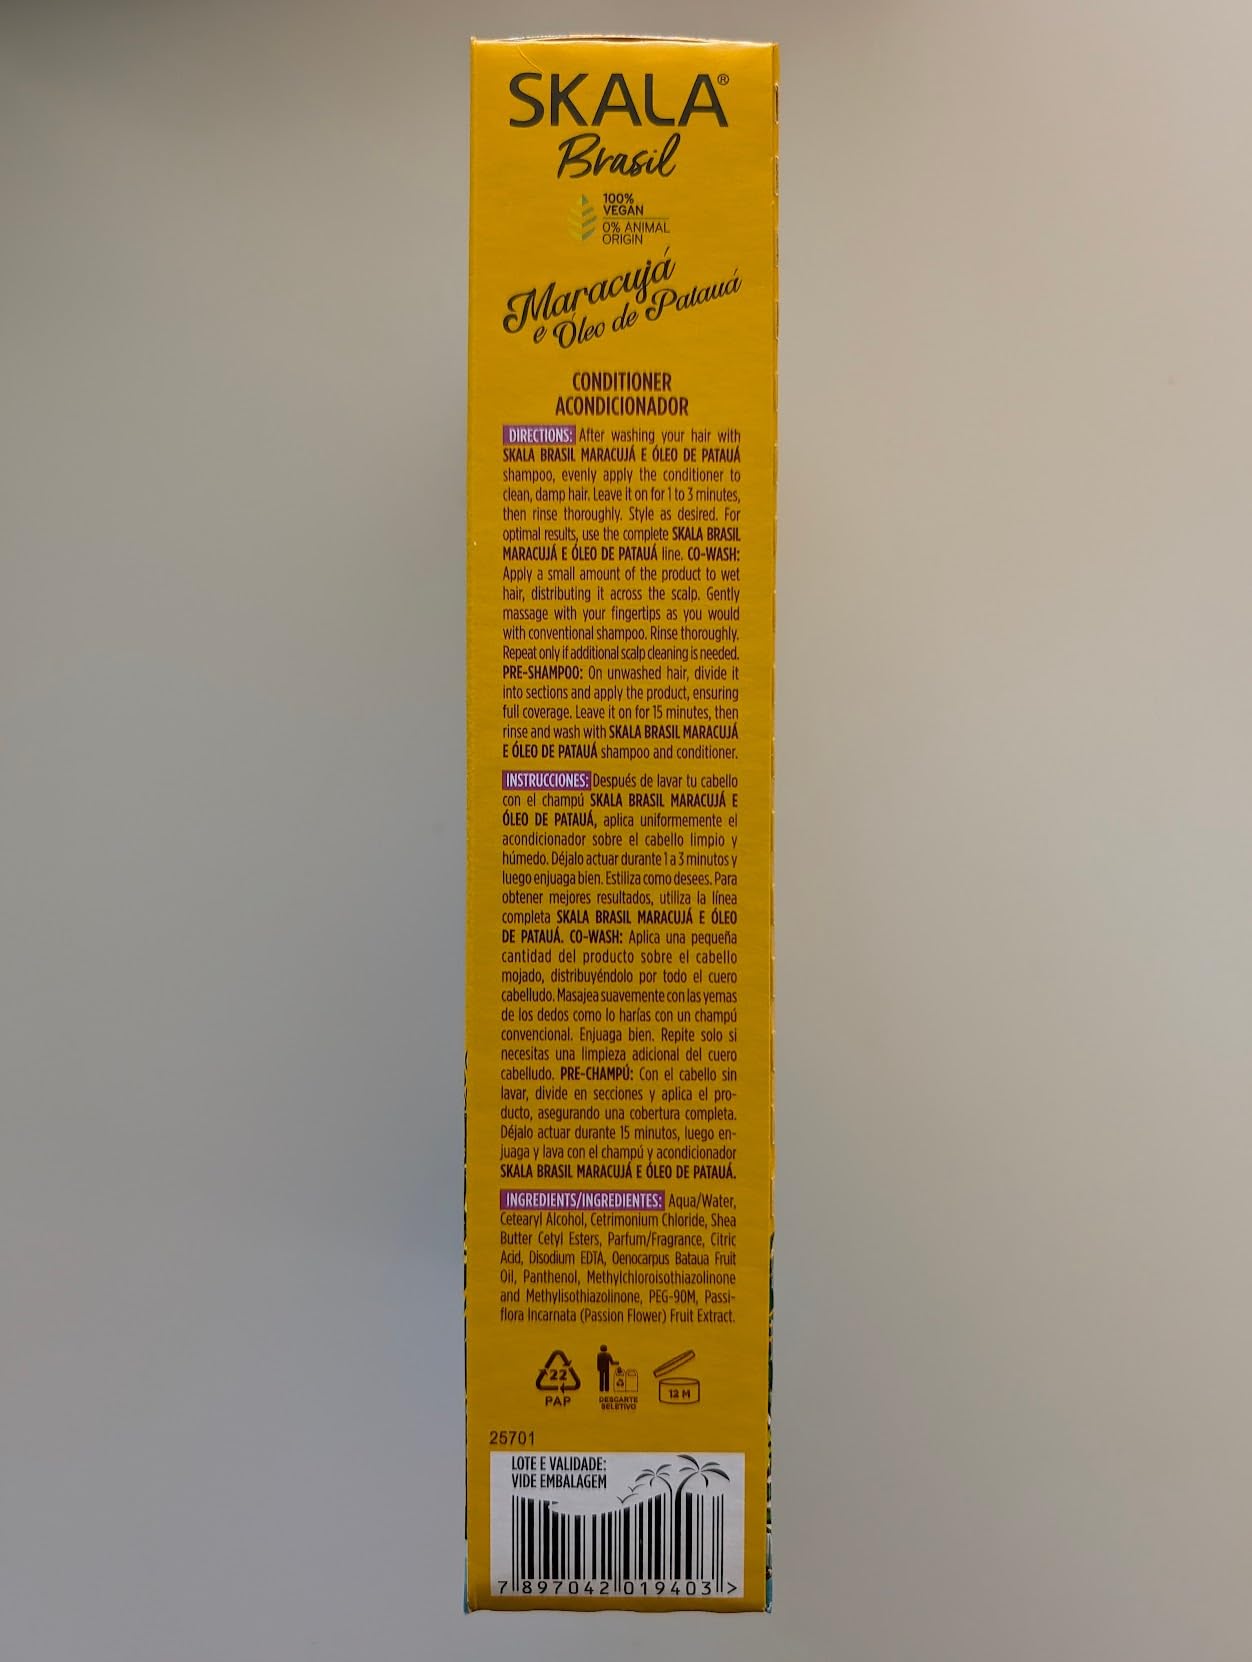 SKALA®
Brasil
100%
VEGAN
0% ANIMAL
ORIGIN
Maracujá
e Óleo de Patauá
CONDITIONER
ACONDICIONADOR
DIRECTIONS: After washing your hair with
SKALA BRASIL MARACUJÁ E ÓLEO DE PATAUÁ
shampoo, evenly apply the conditioner to
clean, damp hair. Leave it on for 1 to 3 minutes,
then rinse thoroughly. Style as desired. For
optimal results, use the complete SKALA BRASIL
MARACUJÁ E ÓLEO DE PATAUÁ line. CO-WASH:
Apply a small amount of the product to wet
hair, distributing it across the scalp. Gently
massage with your fingertips as you would
with conventional shampoo. Rinse thoroughly.
Repeat only if additional scalp cleaning is needed.
PRE-SHAMPOO: On unwashed hair, divide it
into sections and apply the product, ensuring
full coverage. Leave it on for 15 minutes, then
rinse and wash with SKALA BRASIL MARACUJÁ
E ÓLEO DE PATAUÁ shampoo and conditioner.
INSTRUCCIONES: Después de lavar tu cabello
con el champú SKALA BRASIL MARACUJÁ E
ÓLEO DE PATAUÁ, aplica uniformemente el
acondicionador sobre el cabello limpio y
húmedo. Déjalo actuar durante 1 a 3 minutos y
luego enjuaga bien. Estiliza como desees. Para
obtener mejores resultados, utiliza la línea
completa SKALA BRASIL MARACUJÁ E ÓLEO
DE PATAUÁ. CO-WASH: Aplica una pequeña
cantidad del producto sobre el cabello
mojado, distribuyéndolo por todo el cuero
cabelludo. Masajea suavemente con las yemas
de los dedos como lo harías con un champú
convencional. Enjuaga bien. Repite solo si
necesitas una limpieza adicional del cuero
cabelludo. PRE-CHAMPÚ: Con el cabello sin
lavar, divide en secciones y aplica el pro-
ducto, asegurando una cobertura completa.
Déjalo actuar durante 15 minutos, luego en-
juaga y lava con el champú y acondicionador
SKALA BRASIL MARACUJÁ E ÓLEO DE PATAUÁ.
INGREDIENTS/INGREDIENTES: Aqua/Water,
Cetearyl Alcohol, Cetrimonium Chloride, Shea
Butter Cetyl Esters, Parfum/Fragrance, Citric
Acid, Disodium EDTA, Oenocarpus Bataua Fruit
Oil, Panthenol, Methylchloroisothiazolinone
and Methylisothiazolinone, PEG-90M, Passi-
flora Incarnata (Passion Flower) Fruit Extract.
22
PAP
DESCARTE
SELETIVO
12 M
25701
LOTE E VALIDADE:
VIDE EMBALAGEM
7 897042 019403 >